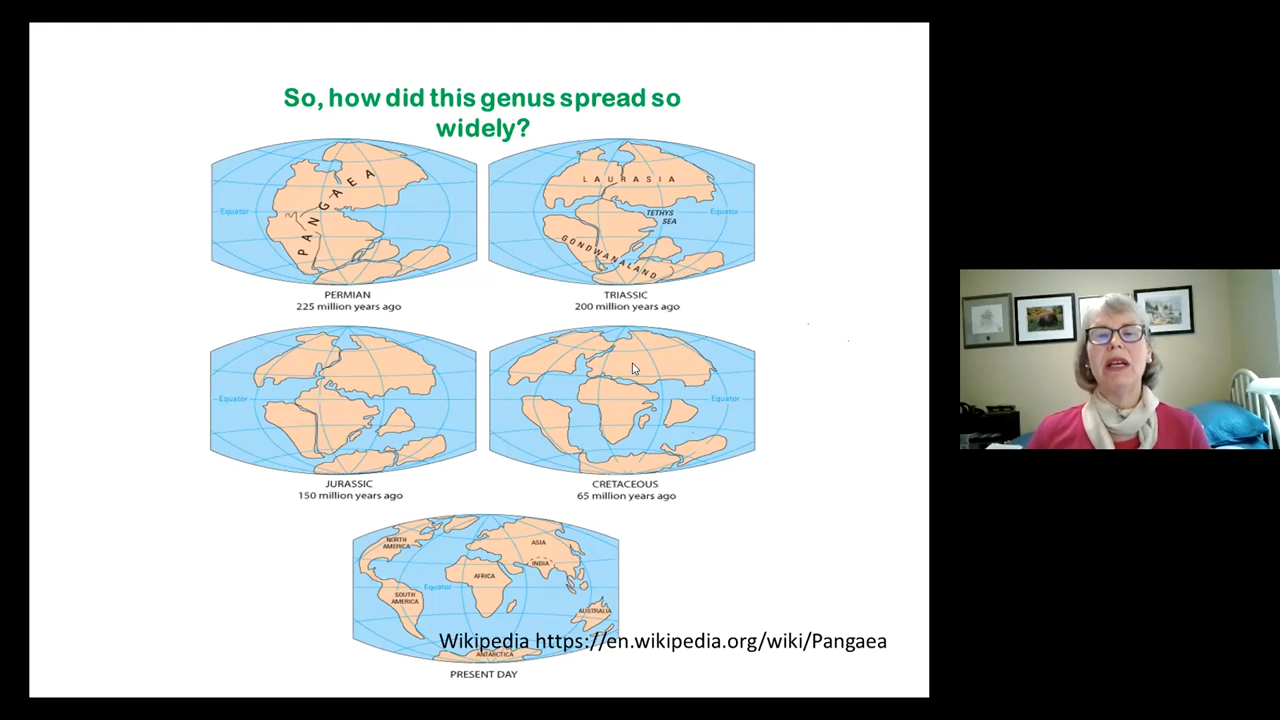 So, how did this genus spread so
widely?
Equator
PANGAEA
PERMIAN
225 million years ago
LAURASIA
TETHYS
SEA
Equator
GONDWANALAND
TRIASSIC
200 million years ago
Equator
JURASSIC
150 million years ago
Equator
CRETACEOUS
65 million years ago
NORTH
AMERICA
ASIA
INDIA
AFRICA
Equator
SOUTH
AMERICA
AUSTRALIA
Wikipedia https://en.wikipedia.org/wiki/Pangaea
ANTARCTICA
PRESENT DAY